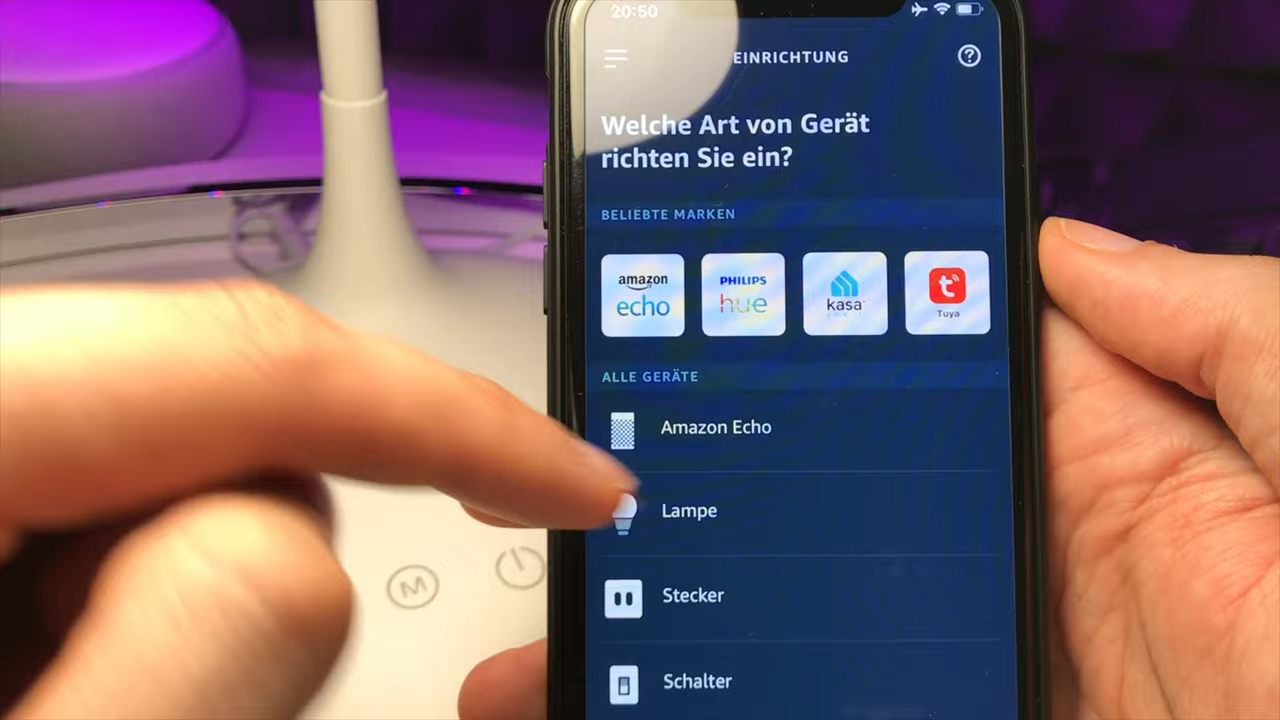 20:50
EINRICHTUNG
Welche Art von Gerät
richten Sie ein?
BELIEBTE MARKEN
amazon
echo
PHILIPS
hue
kasa
Tuya
ALLE GERÄTE
Amazon Echo
Lampe
Stecker
Schalter
M